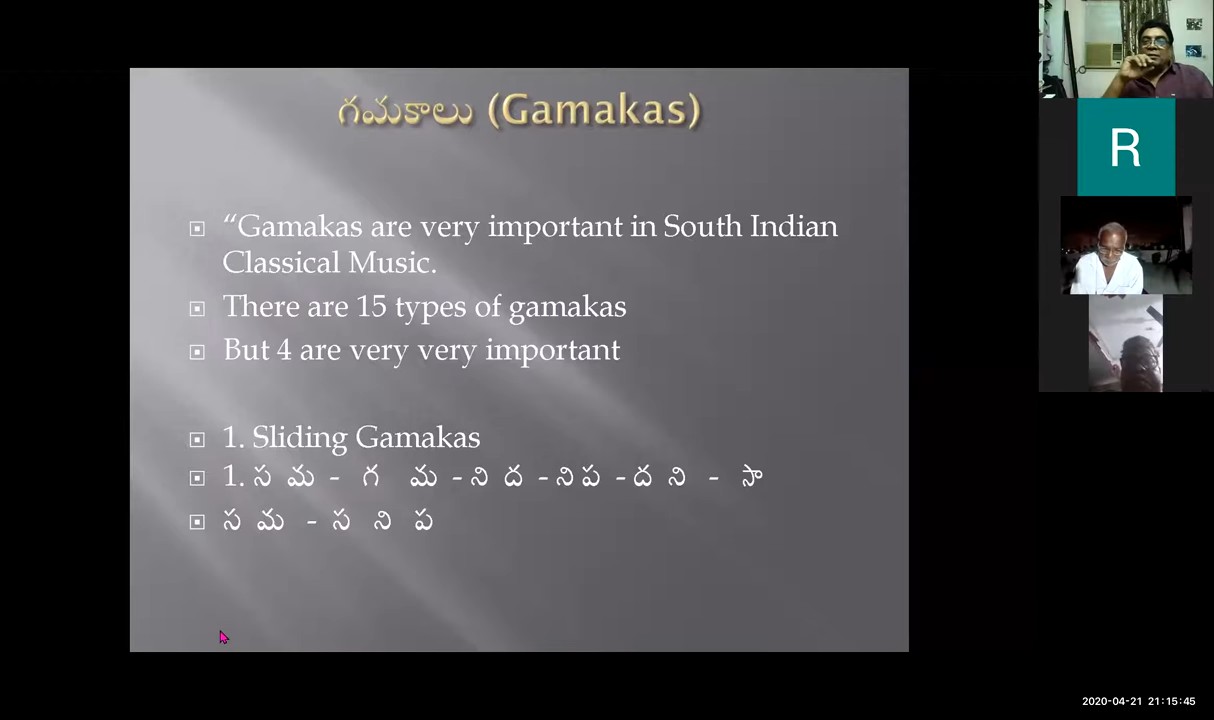 గమకాలు (Gamakas)
“Gamakas are very important in South Indian
Classical Music.
There are 15 types of gamakas
But 4 are very very important
1. Sliding Gamakas
1. స మ - గ మ - ని ద - ని ప - ద ని - సా
స మ - స ని ప
R
2020-04-21 21:15:45